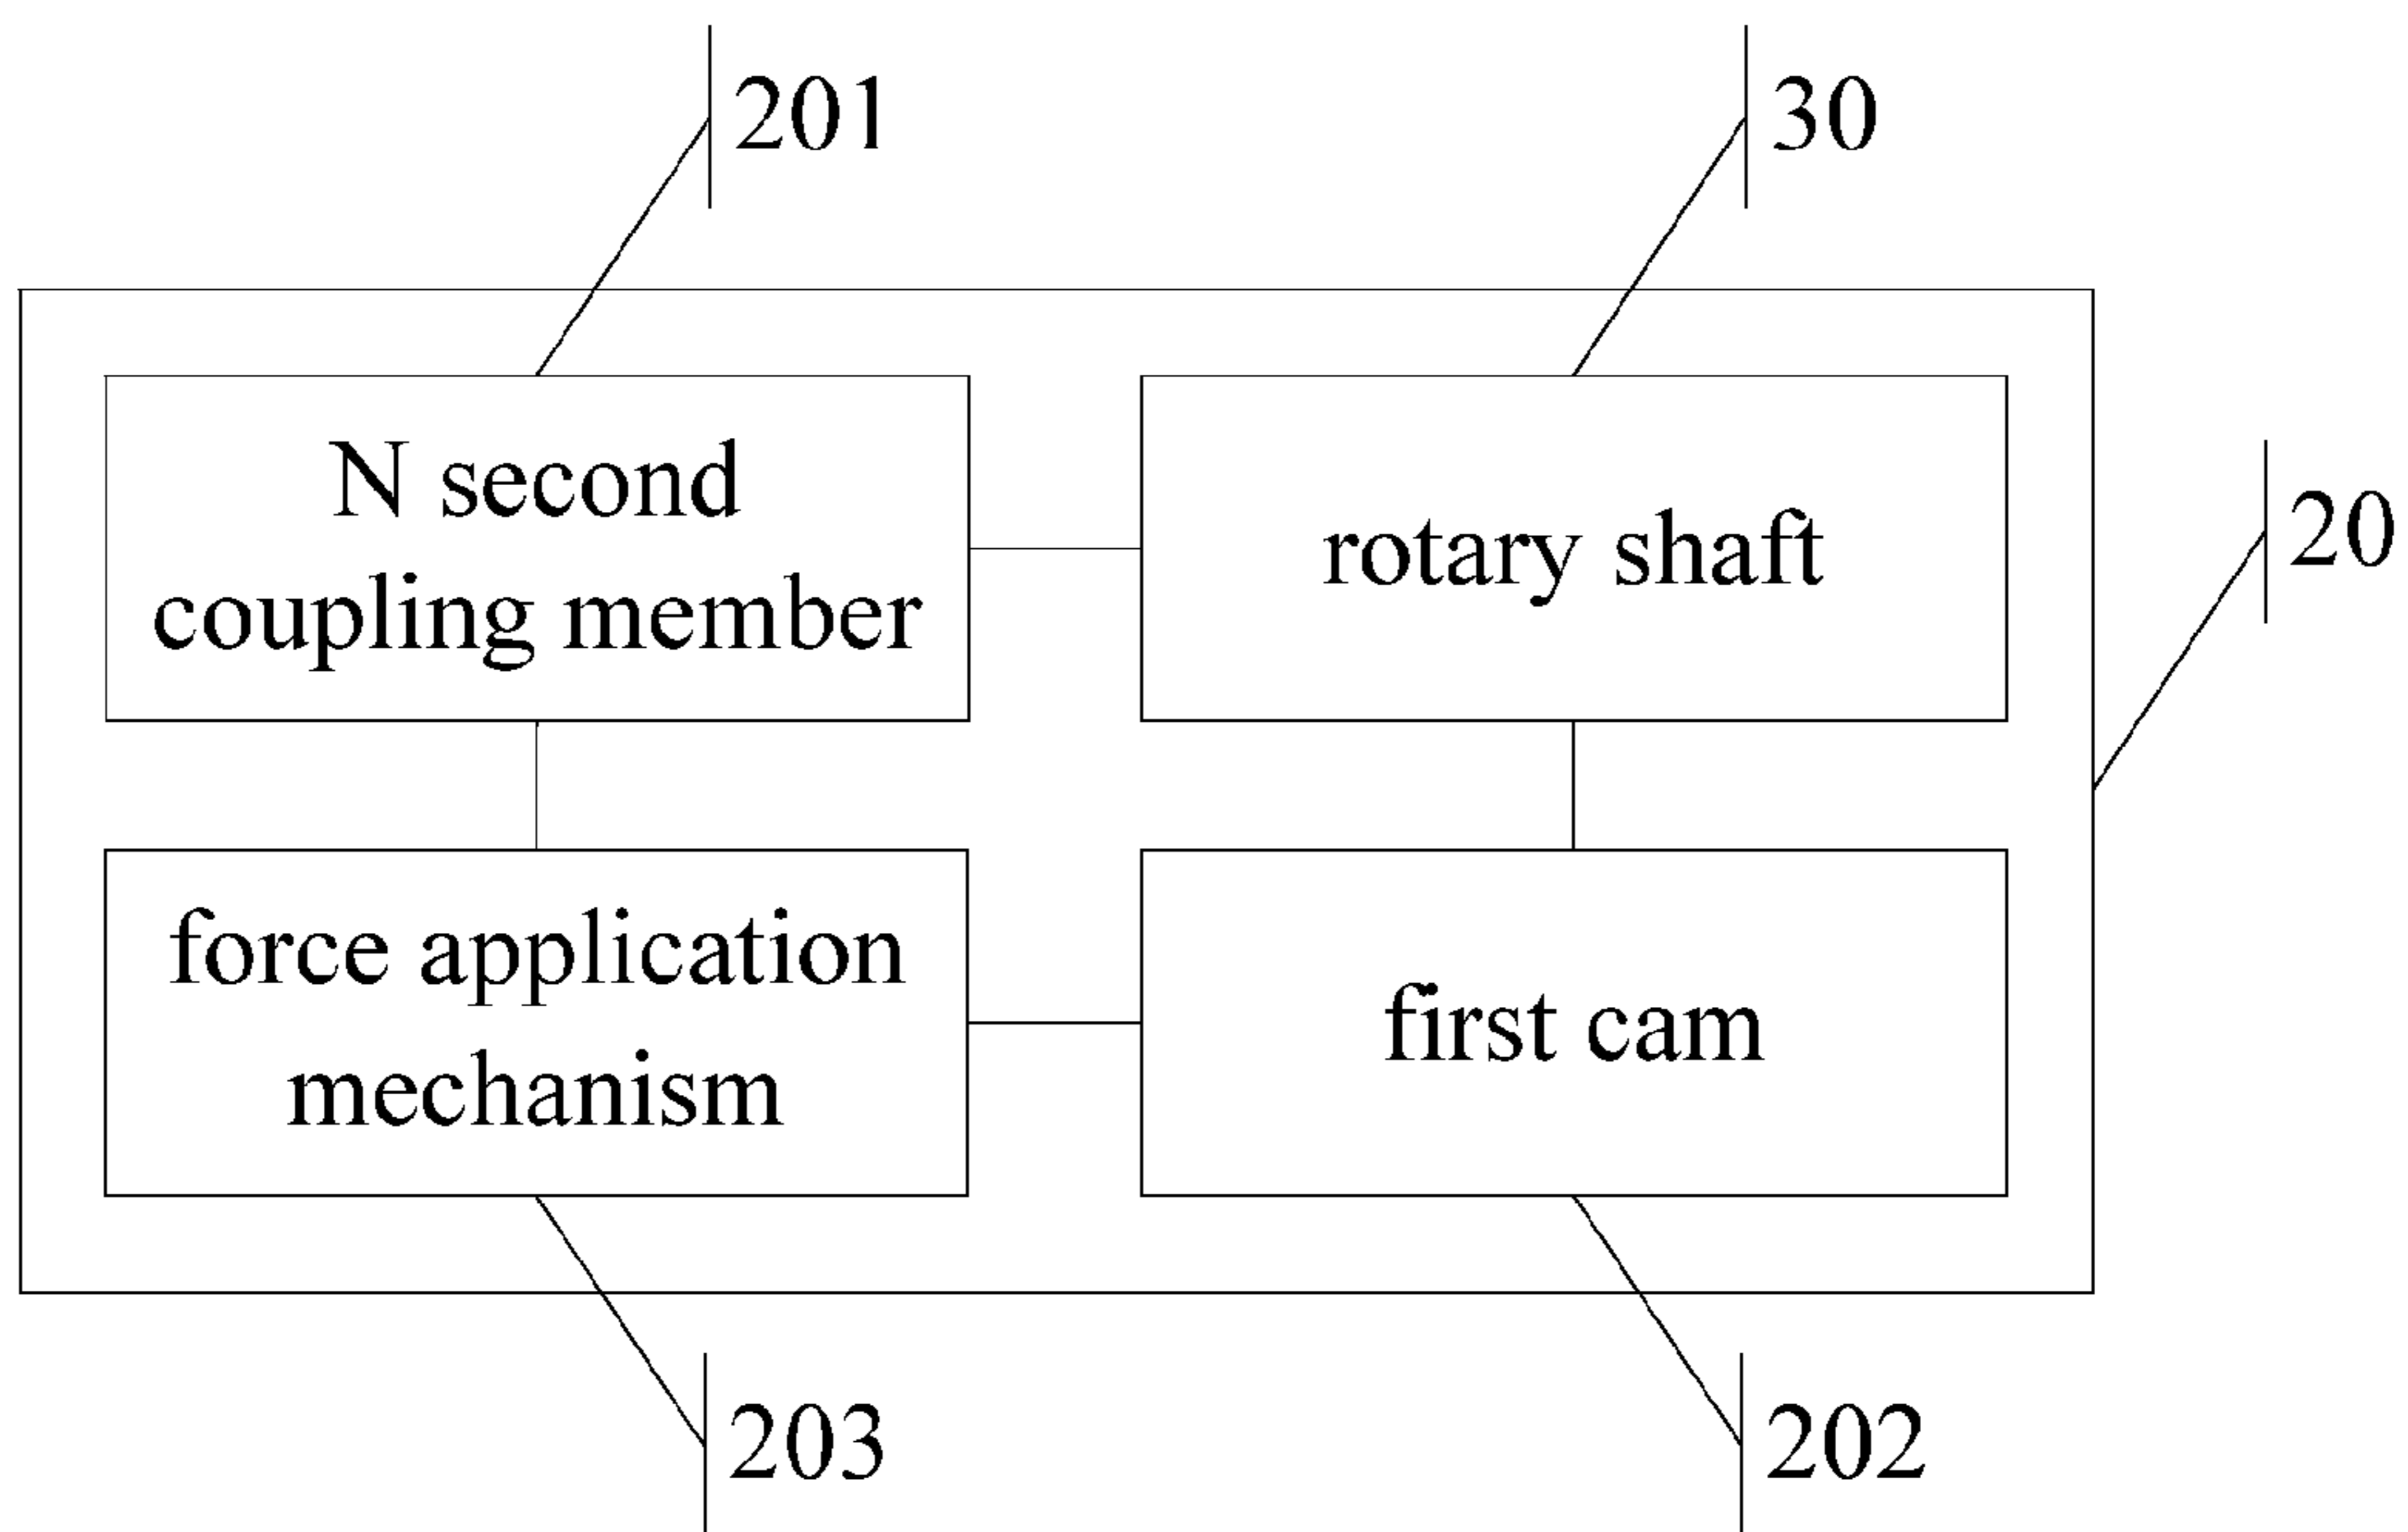 201
30
N second
coupling member
rotary shaft
20
force application
mechanism
first cam
203
202